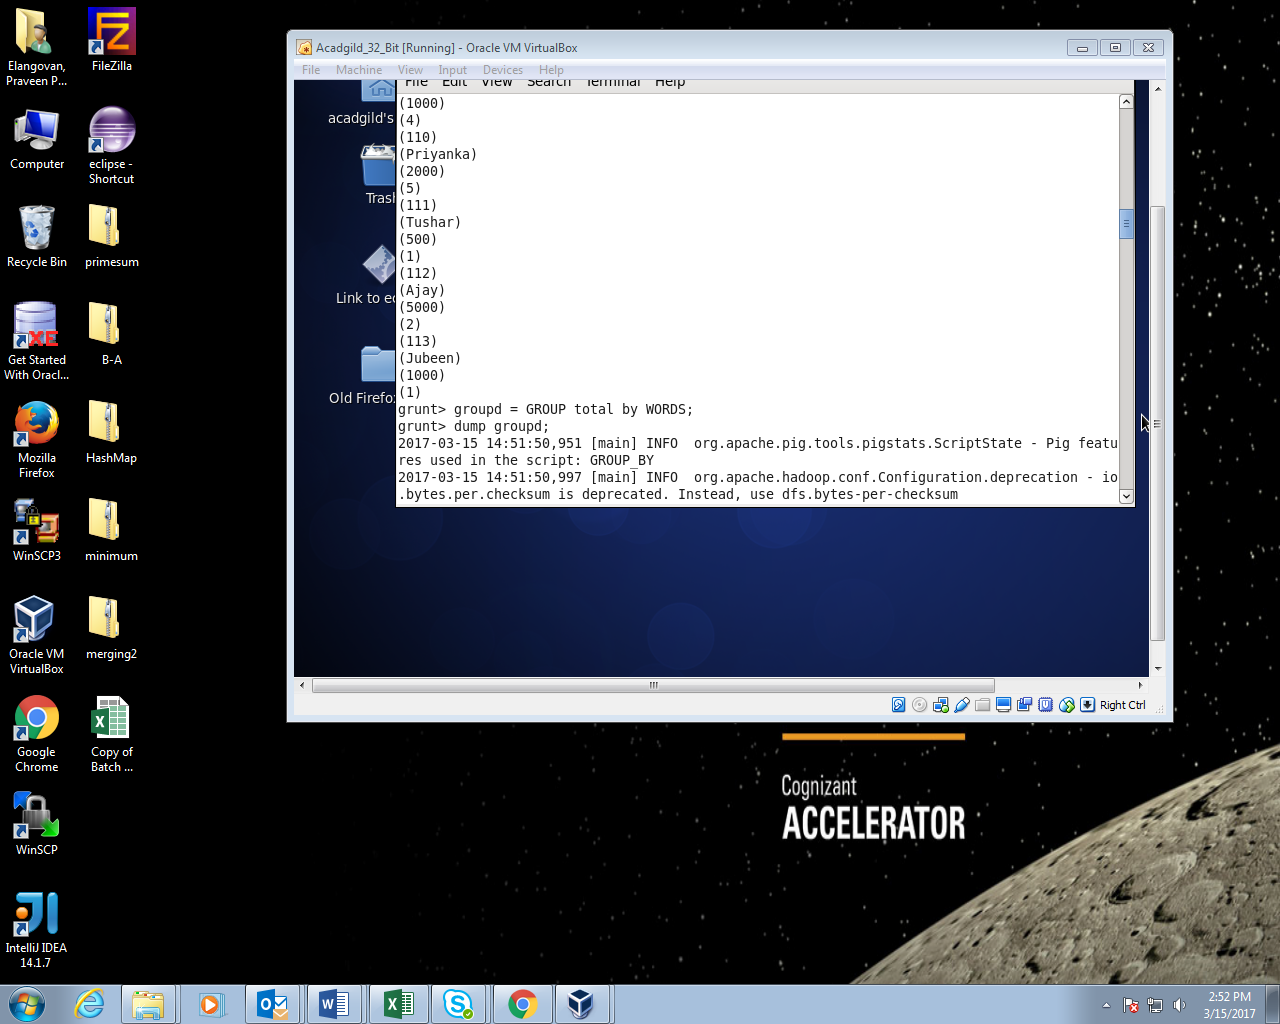 Elangovan,
Praveen P...
FileZilla
Computer
eclipse -
Shortcut
Recycle Bin
primesum
Get Started
With Oracl...
B-A
Mozilla
Firefox
HashMap
WinSCP3
minimum
Oracle VM
VirtualBox
merging2
Google
Chrome
Copy of
Batch ...
WinSCP
IntelliJ IDEA
14.1.7
Acadgild_32_Bit [Running] - Oracle VM VirtualBox
File Machine View Input Devices Help
File Edit View Search Terminal Help
acadgild's
Trash
Link to ec
Old Firefo
(1000)
(4)
(110)
(Priyanka)
(2000)
(5)
(111)
(Tushar)
(500)
(1)
(112)
(Ajay)
(5000)
(2)
(113)
(Jubeen)
(1000)
(1)
grunt> groupd = GROUP total by WORDS;
grunt> dump groupd;
2017-03-15 14:51:50,951 [main] INFO  org.apache.pig.tools.pigstats.ScriptState - Pig featu
res used in the script: GROUP_BY
2017-03-15 14:51:50,997 [main] INFO  org.apache.hadoop.conf.Configuration.deprecation - io
.bytes.per.checksum is deprecated. Instead, use dfs.bytes-per-checksum
Right Ctrl
Cognizant
ACCELERATOR
2:52 PM
3/15/2017